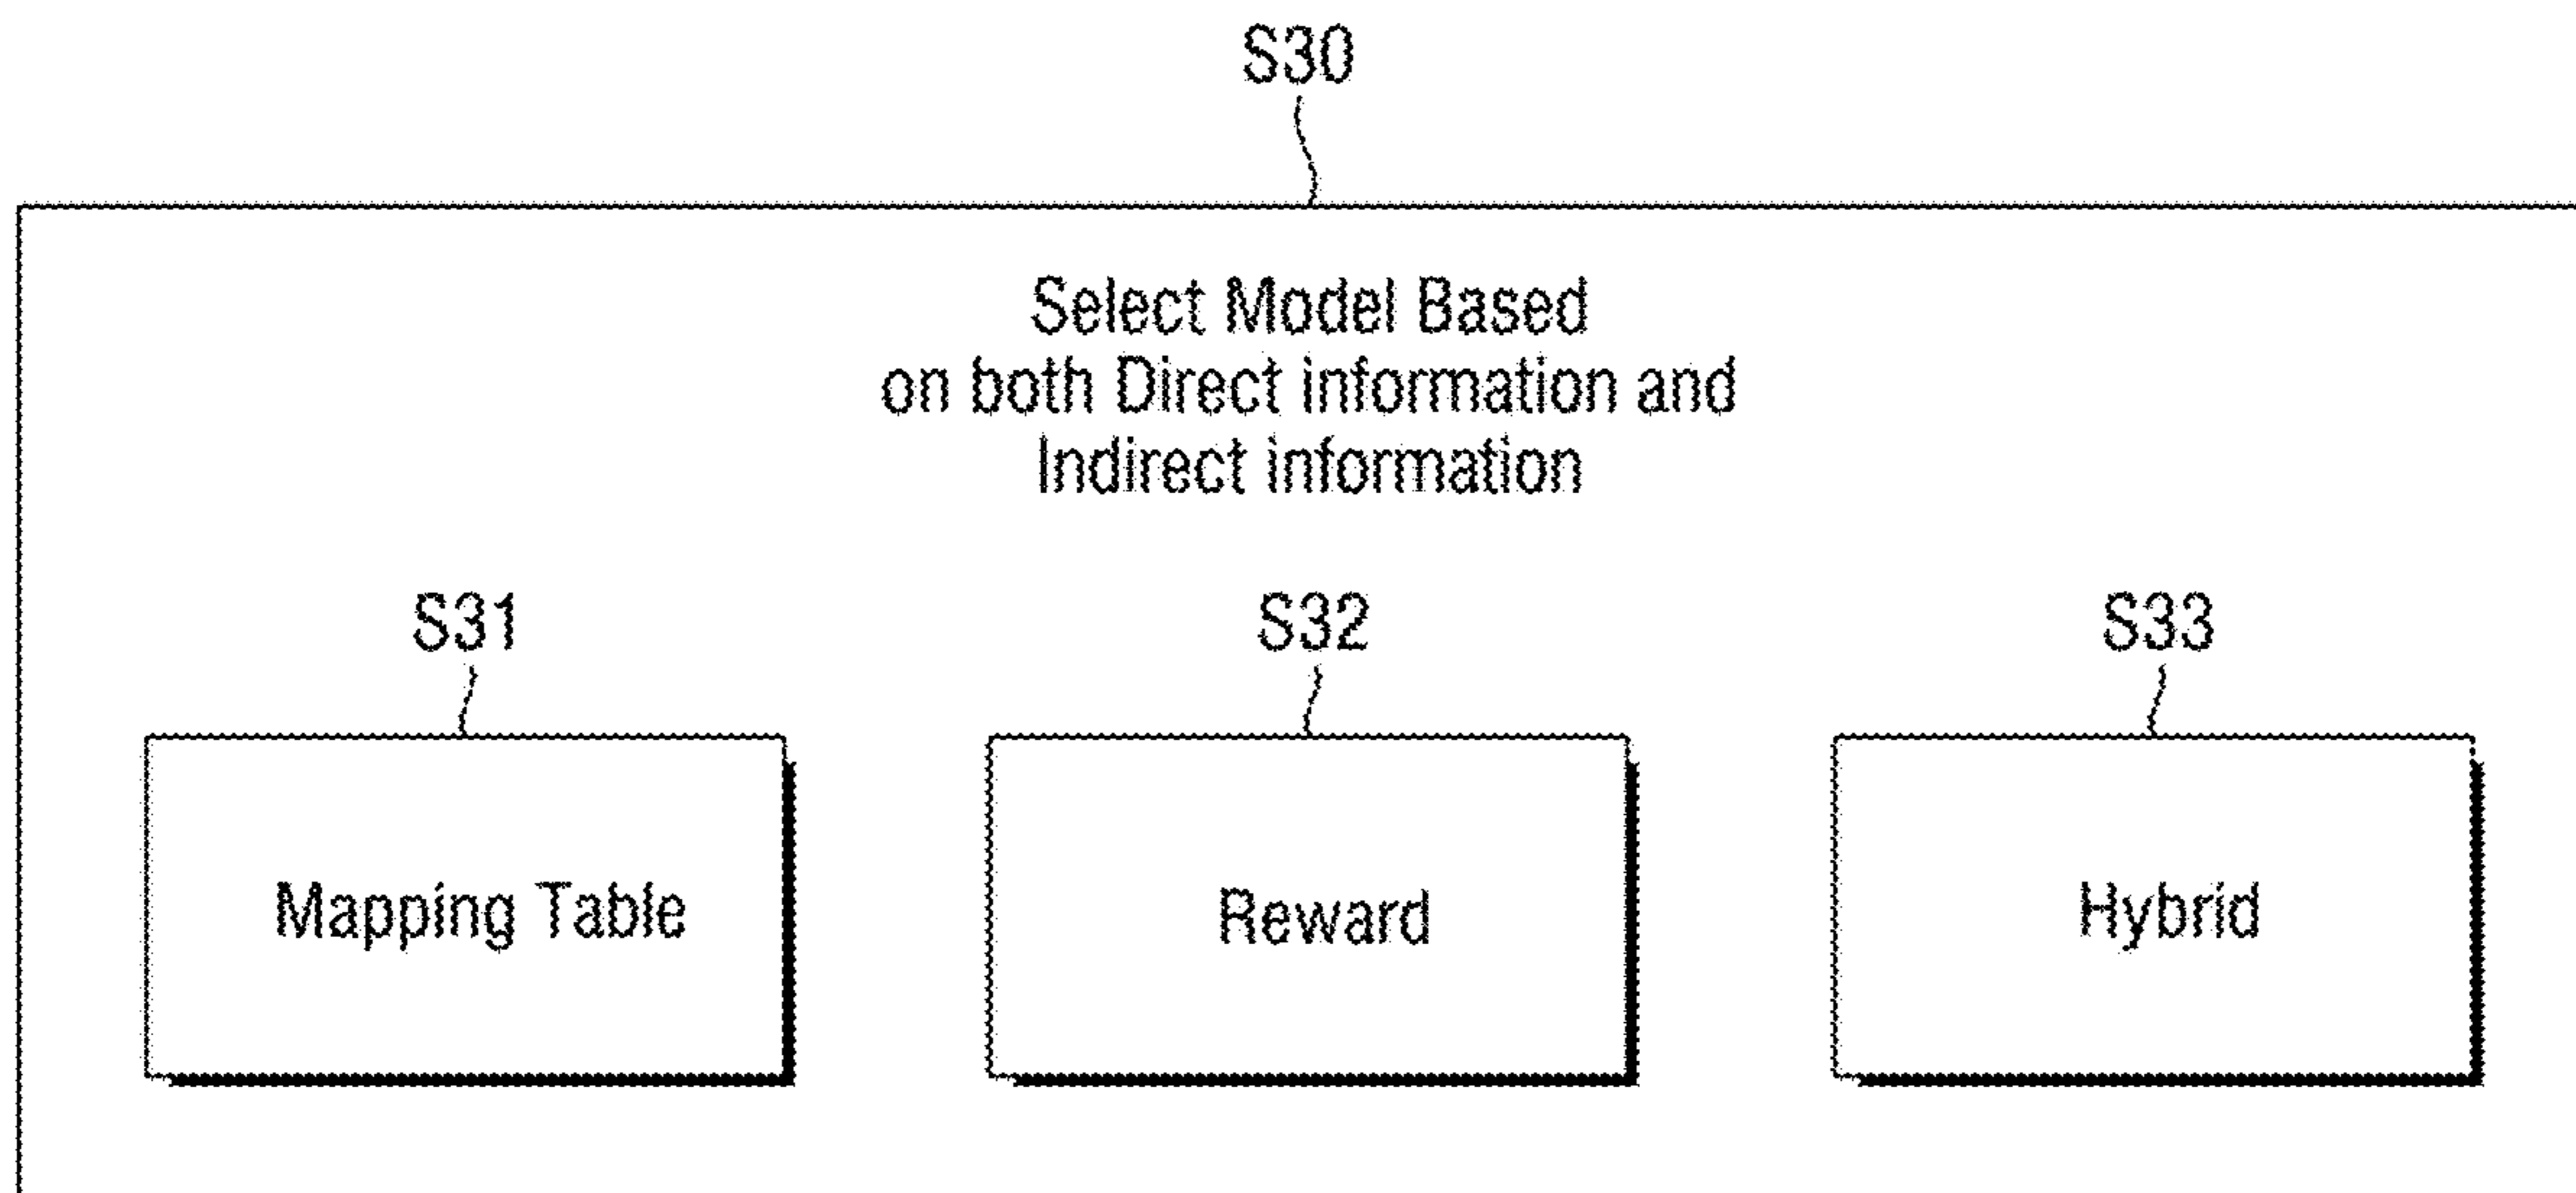 S30
Select Model Based
on both Direct information and
Indirect information
S31
S32
S33
Mapping Table
Reward
Hybrid